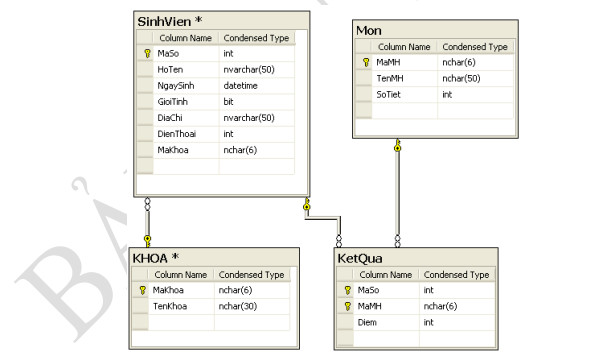 SinhVien *
Column Name Condensed Type
MaSo int
HoTen nvarchar(50)
NgaySinh datetime
GioiTinh bit
DiaChi nvarchar(50)
DienThoai int
MaKhoa nchar(6)
Mon
Column Name Condensed Type
MaMH nchar(6)
TenMH nchar(50)
SoTiet int
KHOA *
Column Name Condensed Type
MaKhoa nchar(6)
TenKhoa nchar(30)
KetQua
Column Name Condensed Type
MaSo int
MaMH nchar(6)
Diem int
BẢ